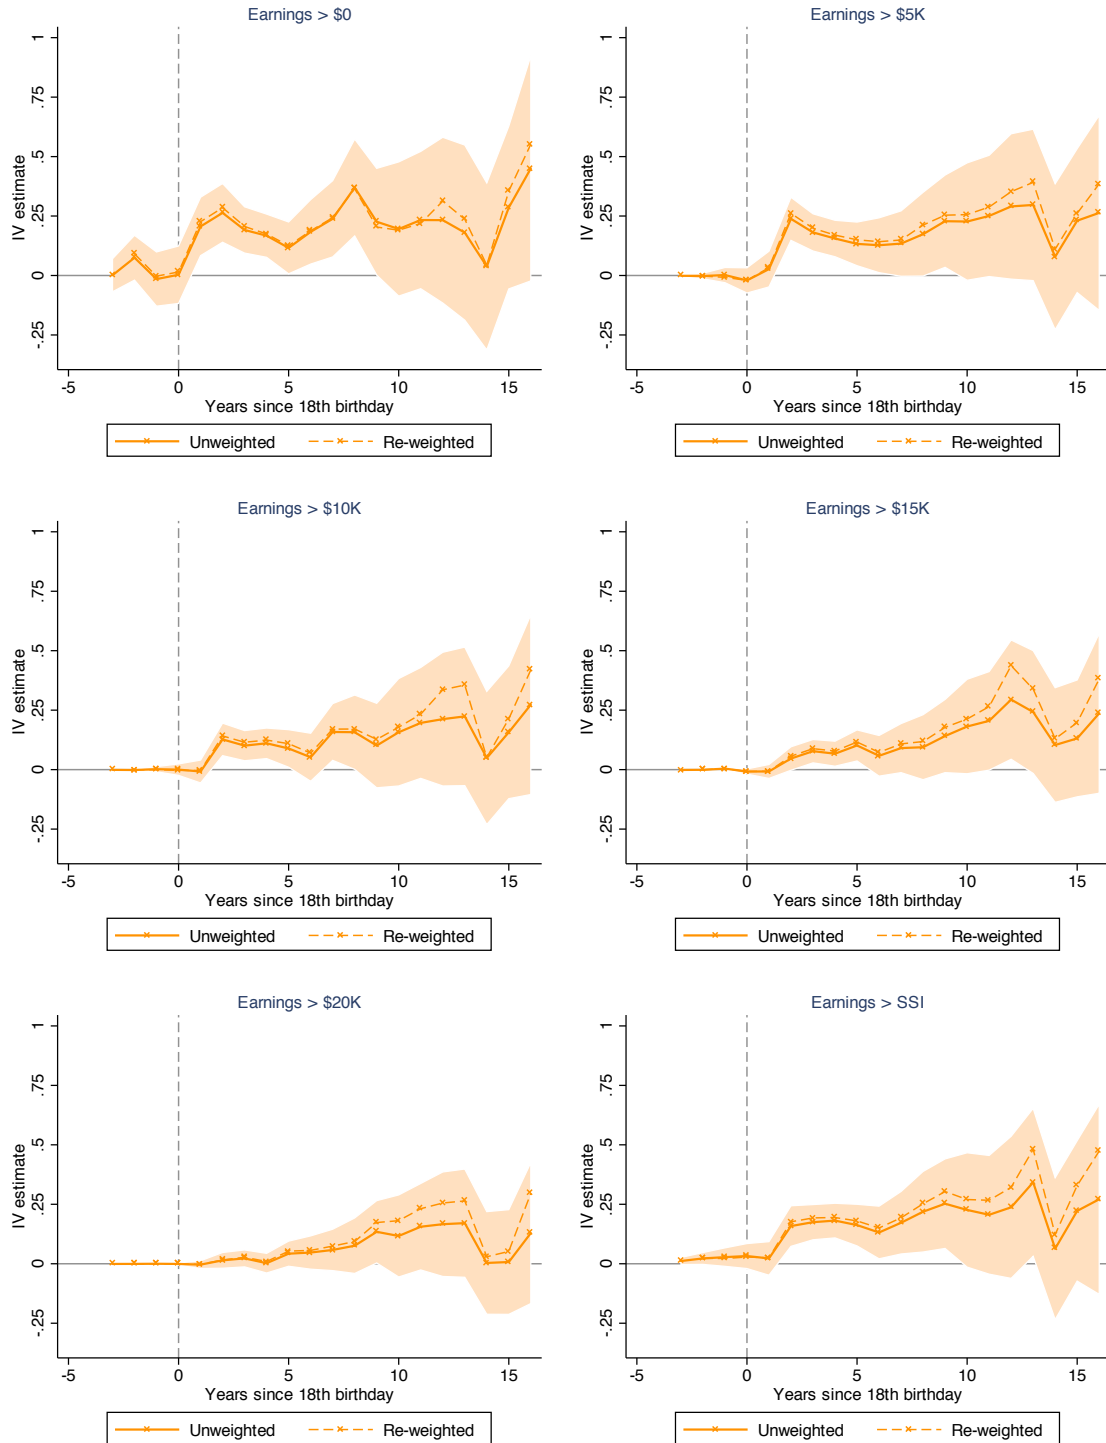 Earnings > $0
IV estimate
1
.75
.5
.25
0
-.25
-5 0 5 10 15
Years since 18th birthday
Unweighted Re-weighted
Earnings > $5K
IV estimate
1
.75
.5
.25
0
-.25
-5 0 5 10 15
Years since 18th birthday
Unweighted Re-weighted
Earnings > $10K
IV estimate
1
.75
.5
.25
0
-.25
-5 0 5 10 15
Years since 18th birthday
Unweighted Re-weighted
Earnings > $15K
IV estimate
1
.75
.5
.25
0
-.25
-5 0 5 10 15
Years since 18th birthday
Unweighted Re-weighted
Earnings > $20K
IV estimate
1
.75
.5
.25
0
-.25
-5 0 5 10 15
Years since 18th birthday
Unweighted Re-weighted
Earnings > SSI
IV estimate
1
.75
.5
.25
0
-.25
-5 0 5 10 15
Years since 18th birthday
Unweighted Re-weighted